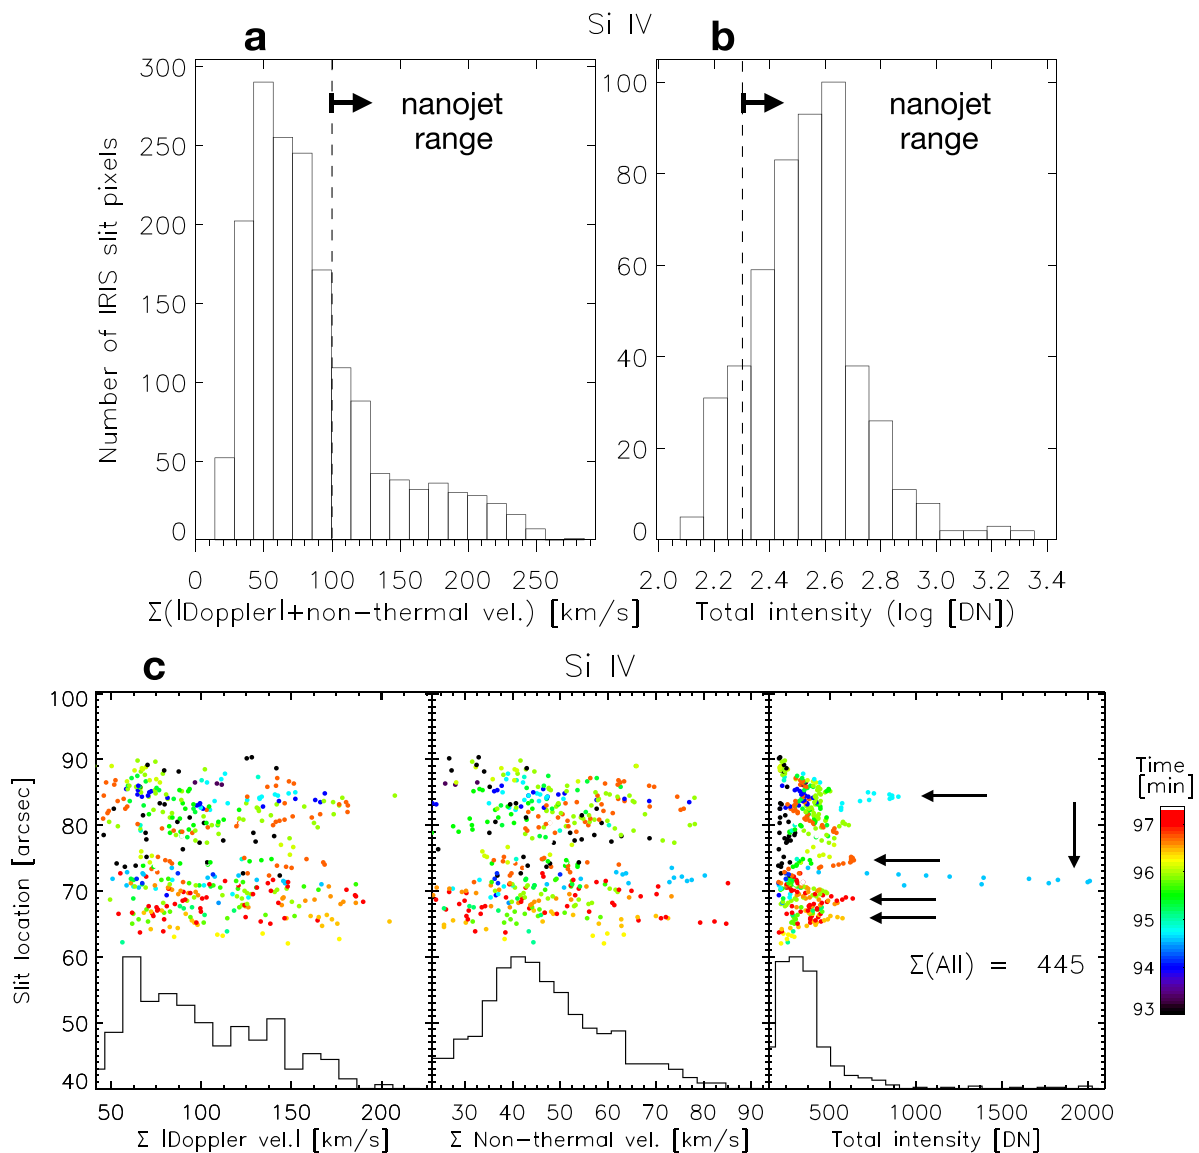 Si IV
a
b
300
250
200
150
100
50
0
Number of IRIS slit pixels
nanojet
range
0 50 100 150 200 250
Σ(|Doppler|+non−thermal vel.) [km/s]
100
80
60
40
20
0
nanojet
range
2.0 2.2 2.4 2.6 2.8 3.0 3.2 3.4
Total intensity (log [DN])
c
Si IV
100
90
80
70
60
50
40
Slit location [arcsec]
50 100 150 200
Σ |Doppler vel.| [km/s]
30 40 50 60 70 80 90
Σ Non−thermal vel. [km/s]
Σ(All) = 445
500 1000 1500 2000
Total intensity [DN]
Time
[min]
97
96
95
94
93